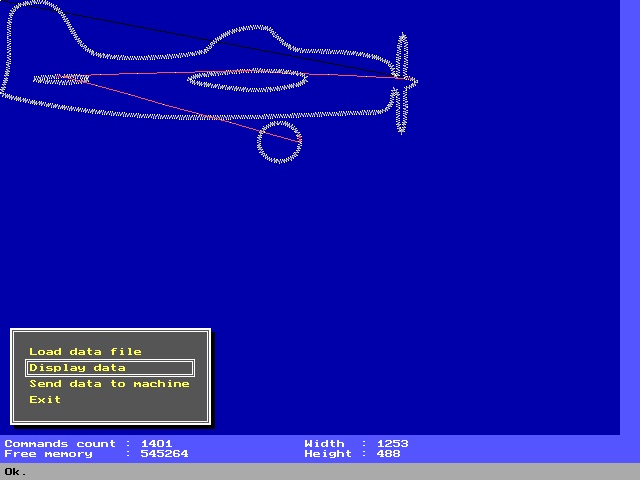 Load data file
Display data
Send data to machine
Exit
Commands count : 1401 Width : 1253
Free memory : 545264 Height : 488
Ok.